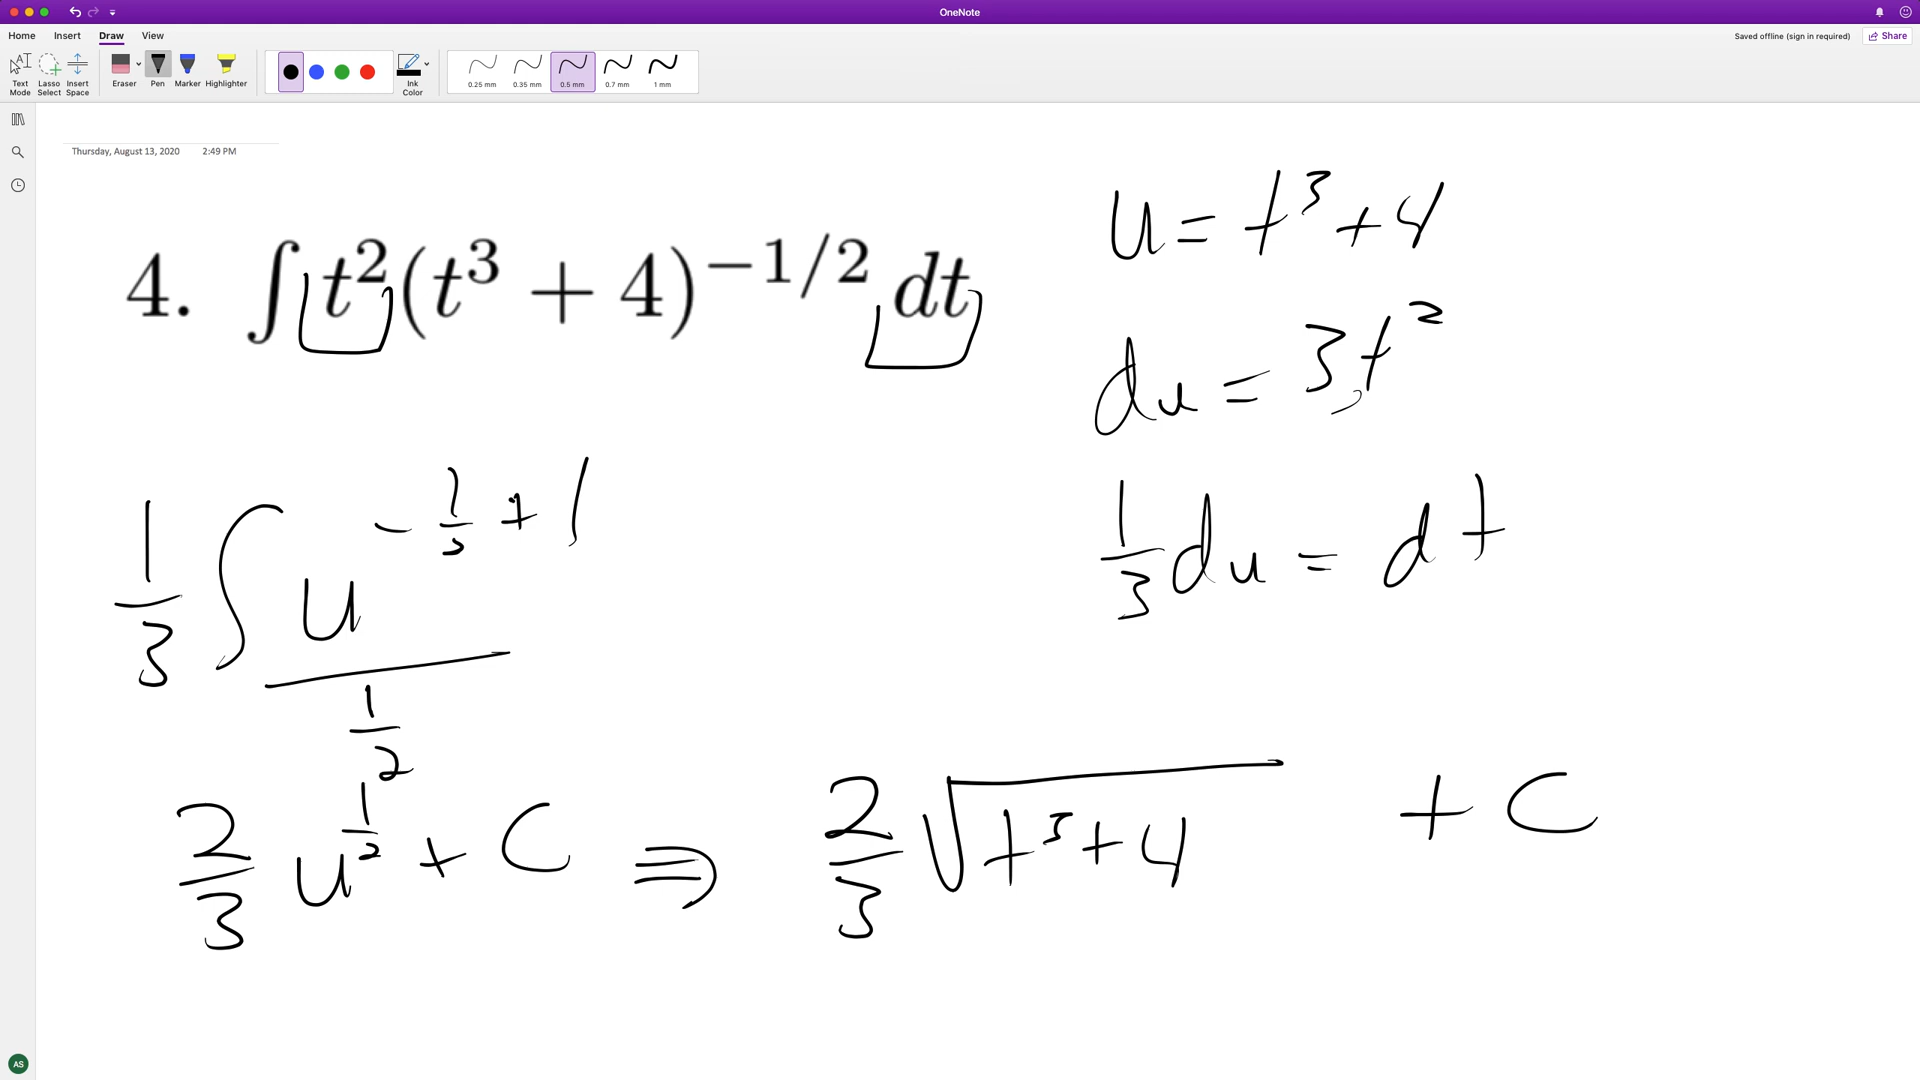 OneNote
Home Insert Draw View
Saved offline (sign in required) Share
Text Mode Lasso Select Insert Space Eraser Pen Marker Highlighter Ink Color 0.25 mm 0.35 mm 0.5 mm 0.7 mm 1 mm
Thursday, August 13, 2020 2:49 PM
4. ∫ t²(t³ + 4)^−1/2 dt
u = t³ + 4
du = 3t²
1/3 du = dt
1/3 ∫ u^(-1/2 + 1) / (1/2)
2/3 u^(1/2) + C ⇒ 2/3 √(t³ + 4) + C
AS